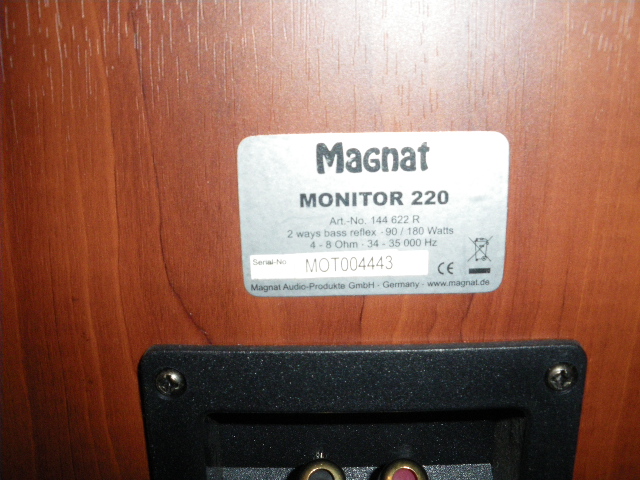 Magnat
MONITOR 220
Art.-No. 144 622 R
2 ways bass reflex - 90 / 180 Watts
4 - 8 Ohm - 34 - 35 000 Hz
Serial-No MOT004443
CE
Magnat Audio-Produkte GmbH - Germany - www.magnat.de